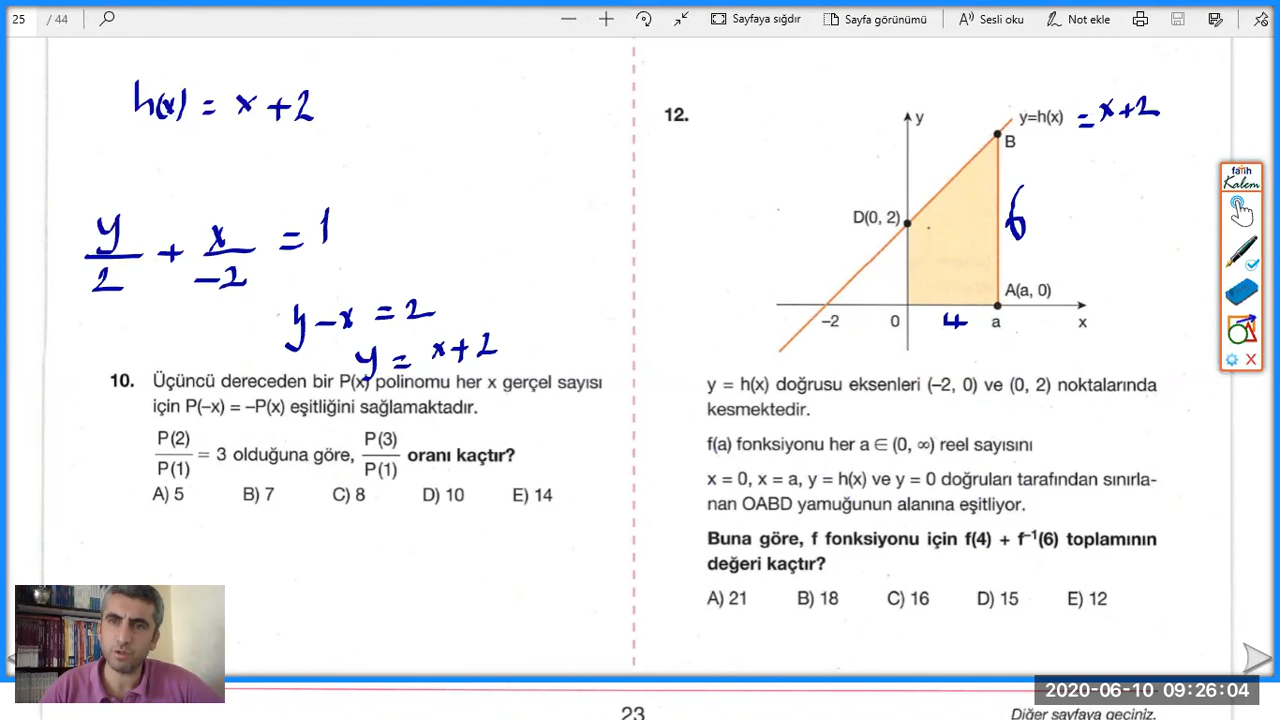 25 / 44
Sayfaya sığdır
Sayfa görünümü
Sesli oku
Not ekle
h(x) = x+2
y/2 + x/-2 = 1
y-x = 2
y = x+2
10. Üçüncü dereceden bir P(x) polinomu her x gerçel sayısı
için P(–x) = –P(x) eşitliğini sağlamaktadır.
P(2)/P(1) = 3 olduğuna göre, P(3)/P(1) oranı kaçtır?
A) 5 B) 7 C) 8 D) 10 E) 14
12.
y
y=h(x) = x+2
B
D(0, 2)
6
A(a, 0)
–2 0 4 a x
y = h(x) doğrusu eksenleri (–2, 0) ve (0, 2) noktalarında
kesmektedir.
f(a) fonksiyonu her a ∈ (0, ∞) reel sayısını
x = 0, x = a, y = h(x) ve y = 0 doğruları tarafından sınırla-
nan OABD yamuğunun alanına eşitliyor.
Buna göre, f fonksiyonu için f(4) + f⁻¹(6) toplamının
değeri kaçtır?
A) 21 B) 18 C) 16 D) 15 E) 12
fatih
Kalem
2020-06-10 09:26:04
23
Diğer sayfaya geçiniz.